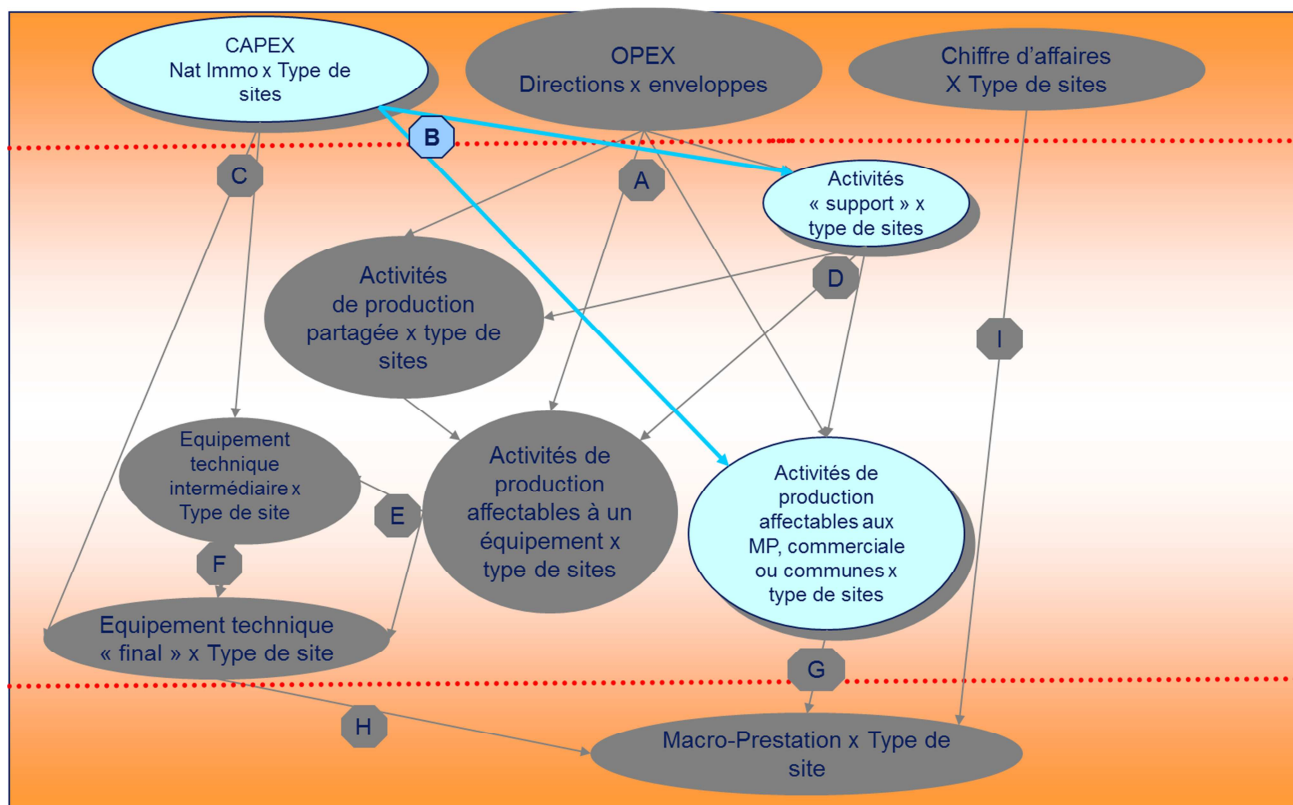 CAPEX
Nat Immo x Type de
sites
OPEX
Directions x enveloppes
Chiffre d’affaires
X Type de sites
B
C
A
Activités
« support » x
type de sites
D
Activités
de production
partagée x type de
sites
I
Equipement
technique
intermédiaire x
Type de site
Activités de
production
affectables à un
équipement x
type de sites
Activités de
production
affectables aux
MP, commerciale
ou communes x
type de sites
E
F
Equipement technique
« final » x Type de site
G
H
Macro-Prestation x Type de
site